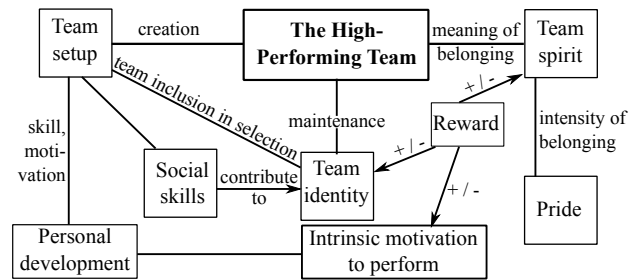 Team
setup
creation
The High-
Performing Team
meaning of
belonging
Team
spirit
team inclusion in selection
+ / -
skill,
moti-
vation
maintenance
Reward
intensity of
belonging
Social
skills
contribute
to
Team
identity
+ / -
+ / -
Pride
Personal
development
Intrinsic motivation
to perform